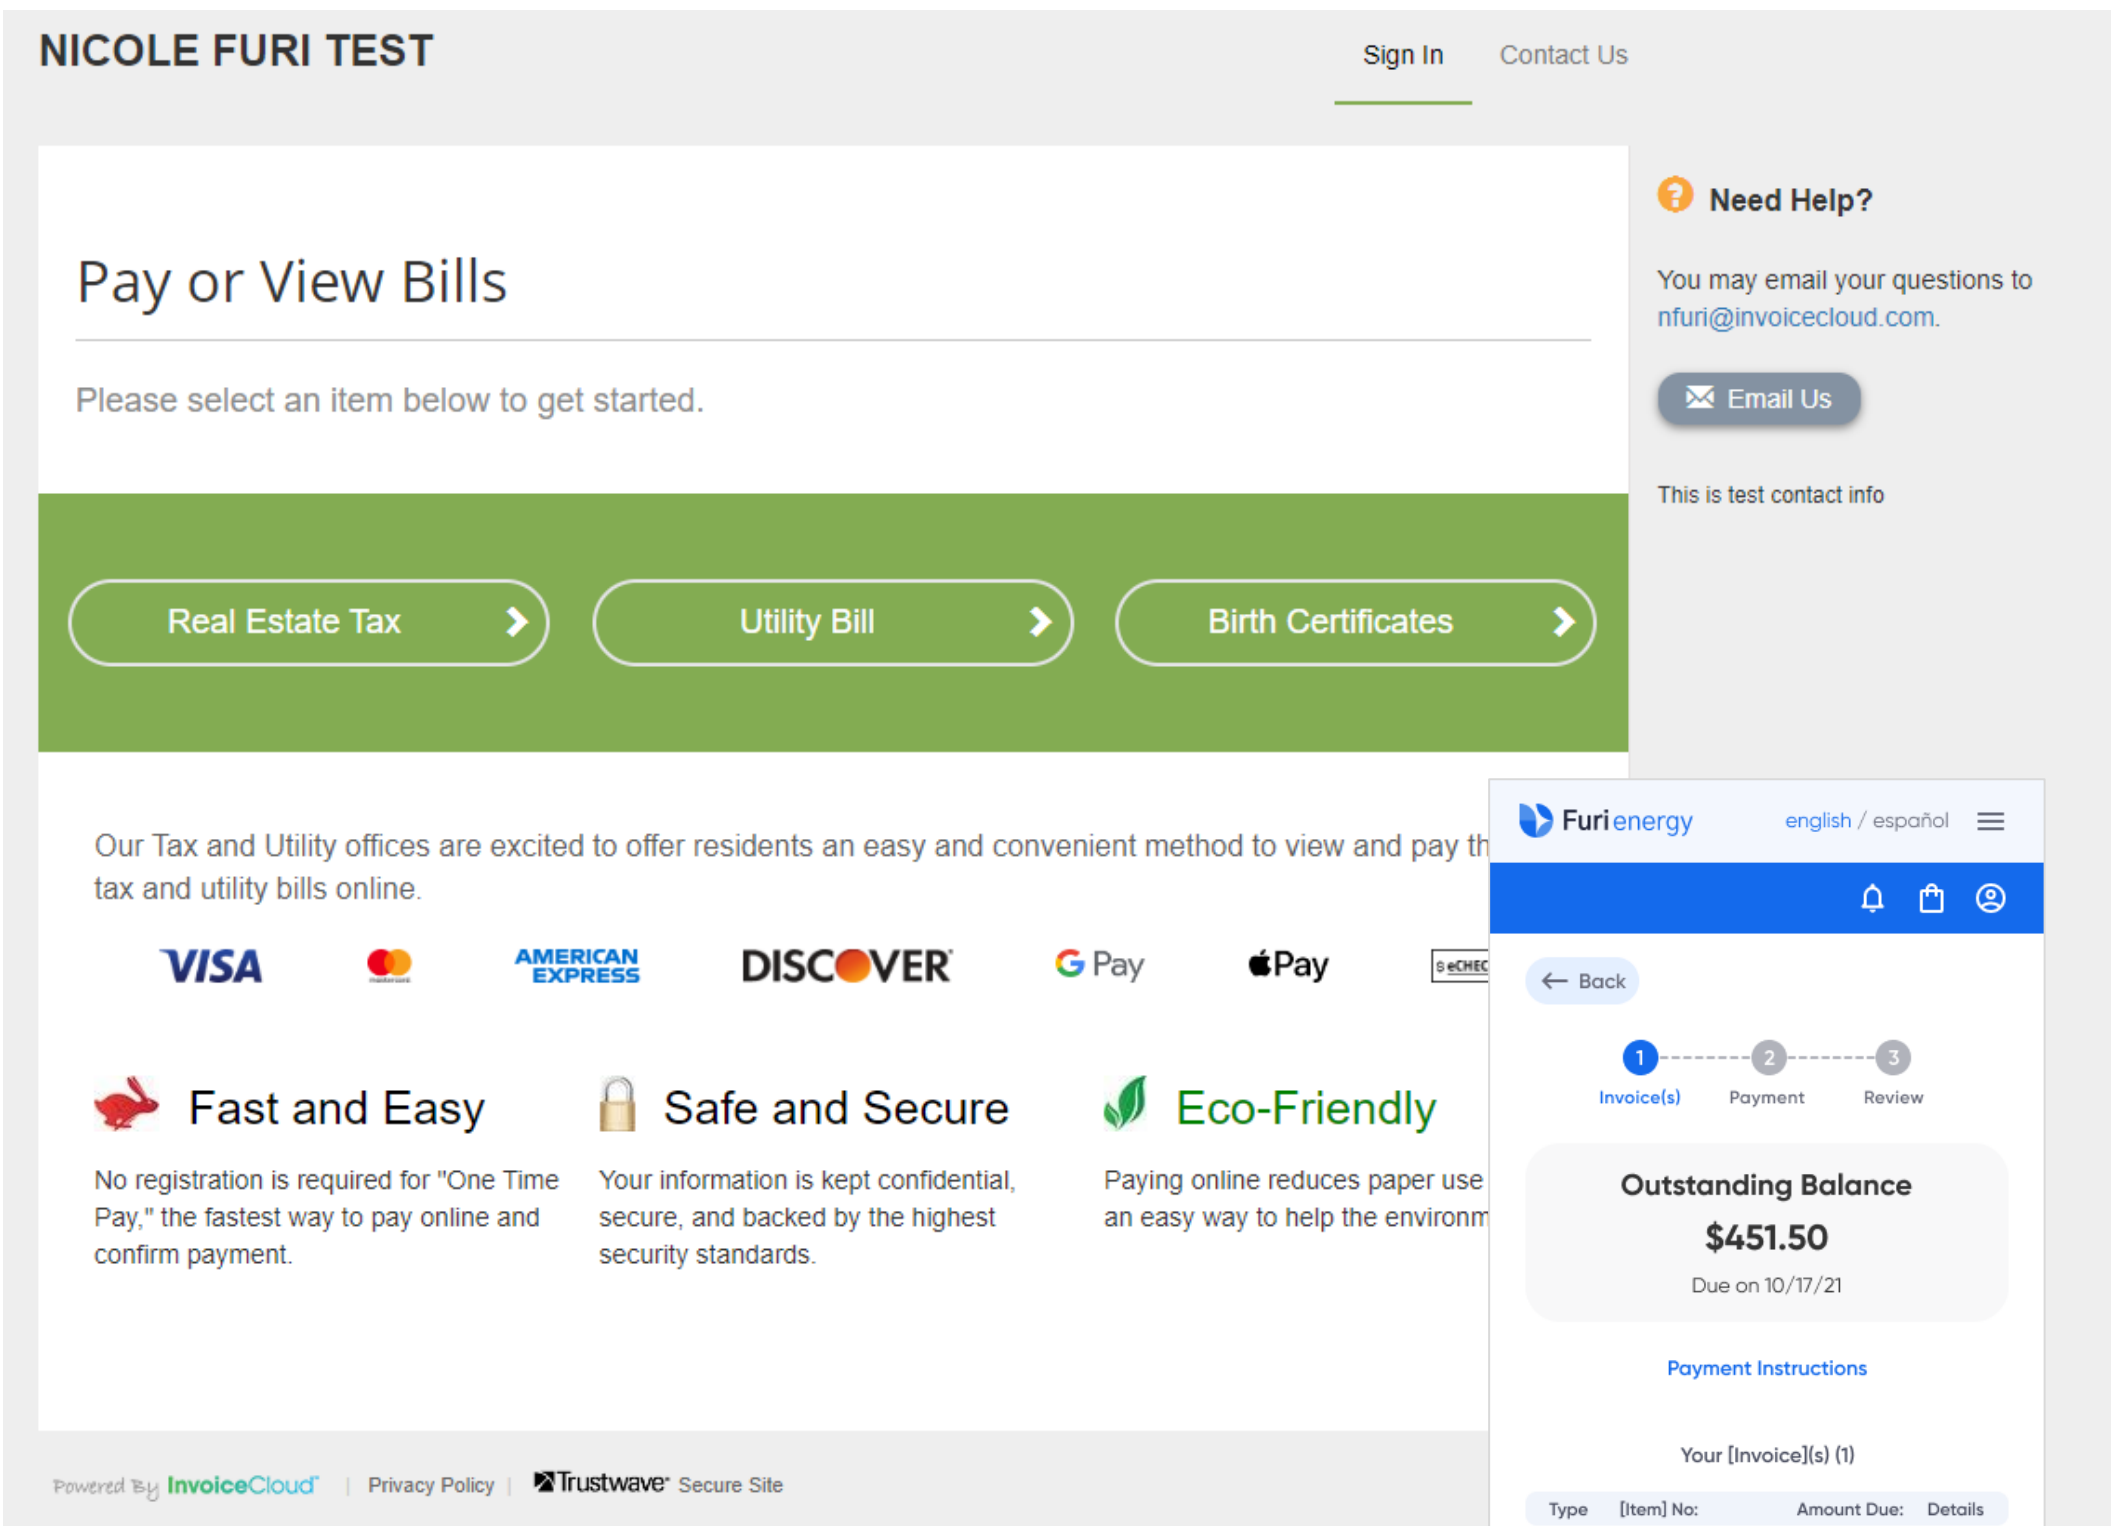 NICOLE FURI TEST
Sign In
Contact Us
Need Help?
You may email your questions to
nfuri@invoicecloud.com.
Email Us
This is test contact info
Pay or View Bills
Please select an item below to get started.
Real Estate Tax
Utility Bill
Birth Certificates
Our Tax and Utility offices are excited to offer residents an easy and convenient method to view and pay th
tax and utility bills online.
VISA
mastercard
AMERICAN
EXPRESS
DISCOVER
G Pay
Pay
$ eCHEC
Fast and Easy
No registration is required for "One Time
Pay," the fastest way to pay online and
confirm payment.
Safe and Secure
Your information is kept confidential,
secure, and backed by the highest
security standards.
Eco-Friendly
Paying online reduces paper use
an easy way to help the environm
Powered By InvoiceCloud
Privacy Policy
Trustwave Secure Site
Furi energy
english / español
Back
1
2
3
Invoice(s)
Payment
Review
Outstanding Balance
$451.50
Due on 10/17/21
Payment Instructions
Your [Invoice](s) (1)
Type [Item] No: Amount Due: Details